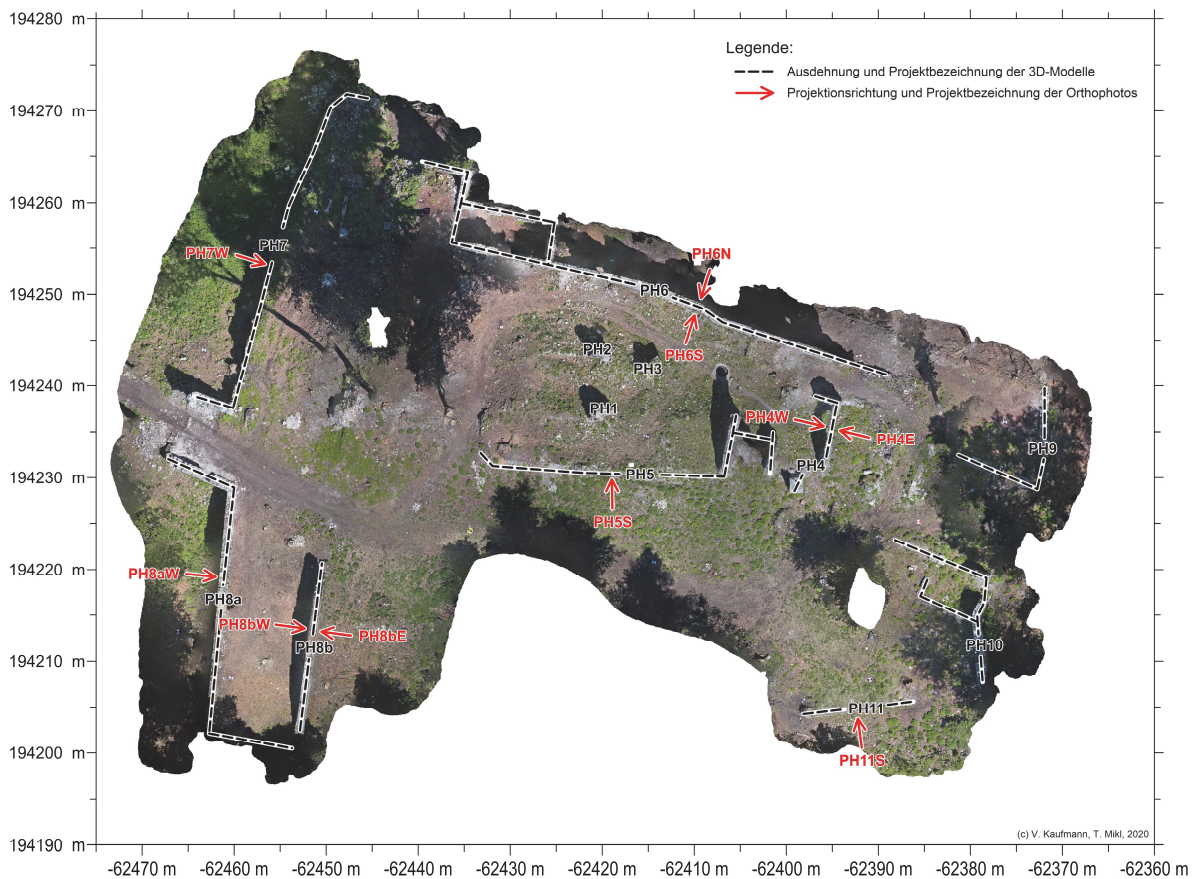 194280 m
Legende:
Ausdehnung und Projektbezeichnung der 3D-Modelle
Projektionsrichtung und Projektbezeichnung der Orthophotos
194270 m
194260 m
PH7
PH7W
PH6N
194250 m
PH6
PH2
PH6S
PH3
194240 m
PH1
PH4W
PH4E
PH9
194230 m
PH5
PH4
PH5S
194220 m
PH8aW
PH8a
PH8bW
PH8bE
PH8b
PH10
194210 m
PH11
194200 m
PH11S
(c) V. Kaufmann, T. Mikl, 2020
194190 m
-62470 m -62460 m -62450 m -62440 m -62430 m -62420 m -62410 m -62400 m -62390 m -62380 m -62370 m -62360 m